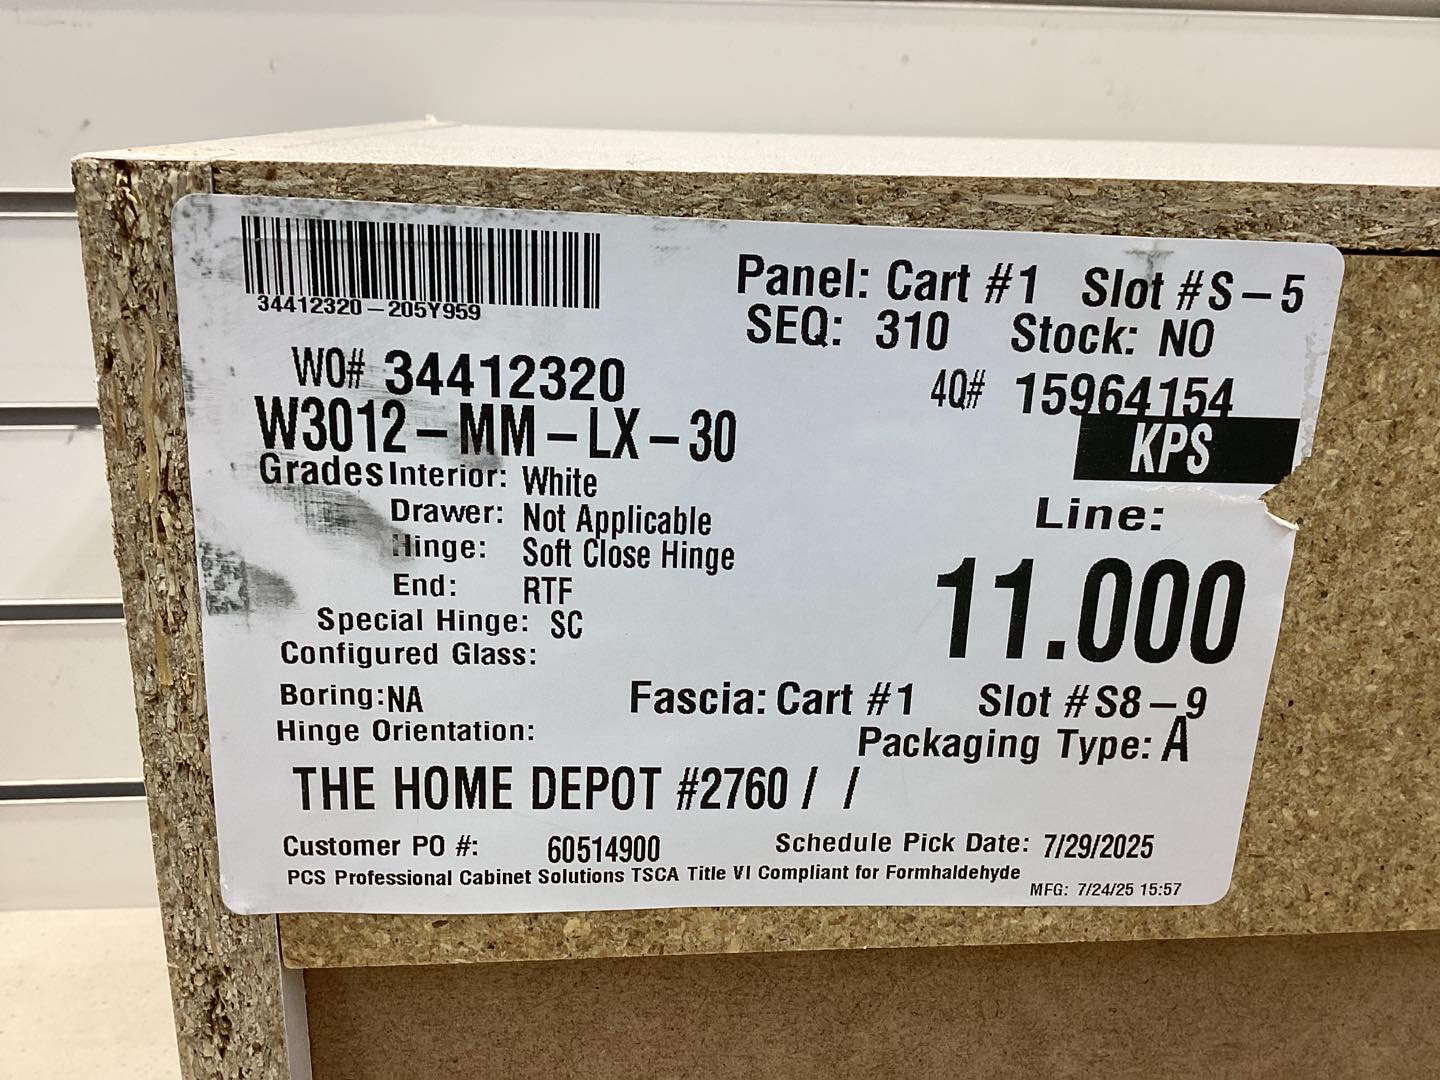 34412320-205Y959
Panel: Cart #1 Slot #S-5
SEQ: 310 Stock: NO
WO# 34412320
4Q# 15964154
W3012-MM-LX-30
KPS
Grades Interior: White
Drawer: Not Applicable
Line:
Hinge: Soft Close Hinge
11.000
End: RTF
Special Hinge: SC
Configured Glass:
Boring: NA
Fascia: Cart #1 Slot #S8-9
Hinge Orientation:
Packaging Type: A
THE HOME DEPOT #2760 / /
Customer PO #: 60514900 Schedule Pick Date: 7/29/2025
PCS Professional Cabinet Solutions TSCA Title VI Compliant for Formhaldehyde
MFG: 7/24/25 15:57